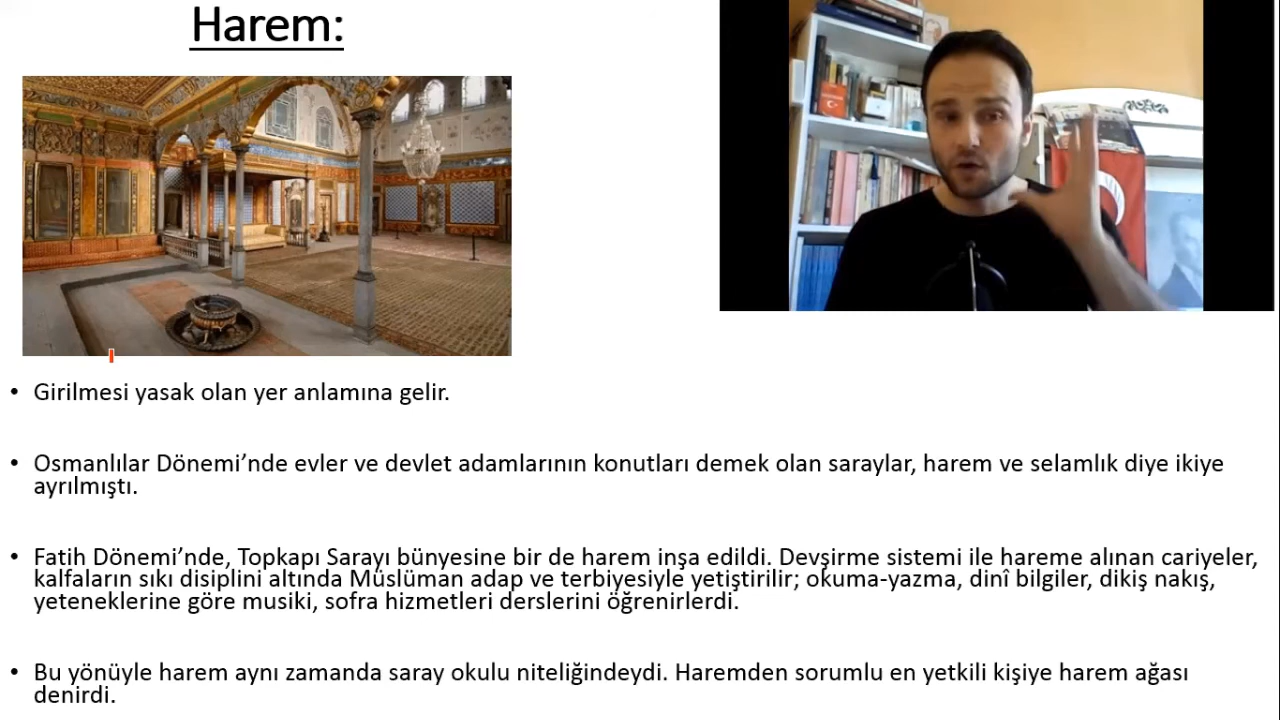 Harem:
• Girilmesi yasak olan yer anlamına gelir.
• Osmanlılar Dönemi’nde evler ve devlet adamlarının konutları demek olan saraylar, harem ve selamlık diye ikiye
ayrılmıştı.
• Fatih Dönemi’nde, Topkapı Sarayı bünyesine bir de harem inşa edildi. Devşirme sistemi ile hareme alınan cariyeler,
kalfaların sıkı disiplini altında Müslüman adap ve terbiyesiyle yetiştirilir; okuma-yazma, dinî bilgiler, dikiş nakış,
yeteneklerine göre musiki, sofra hizmetleri derslerini öğrenirlerdi.
• Bu yönüyle harem aynı zamanda saray okulu niteliğindeydi. Haremden sorumlu en yetkili kişiye harem ağası
denirdi.